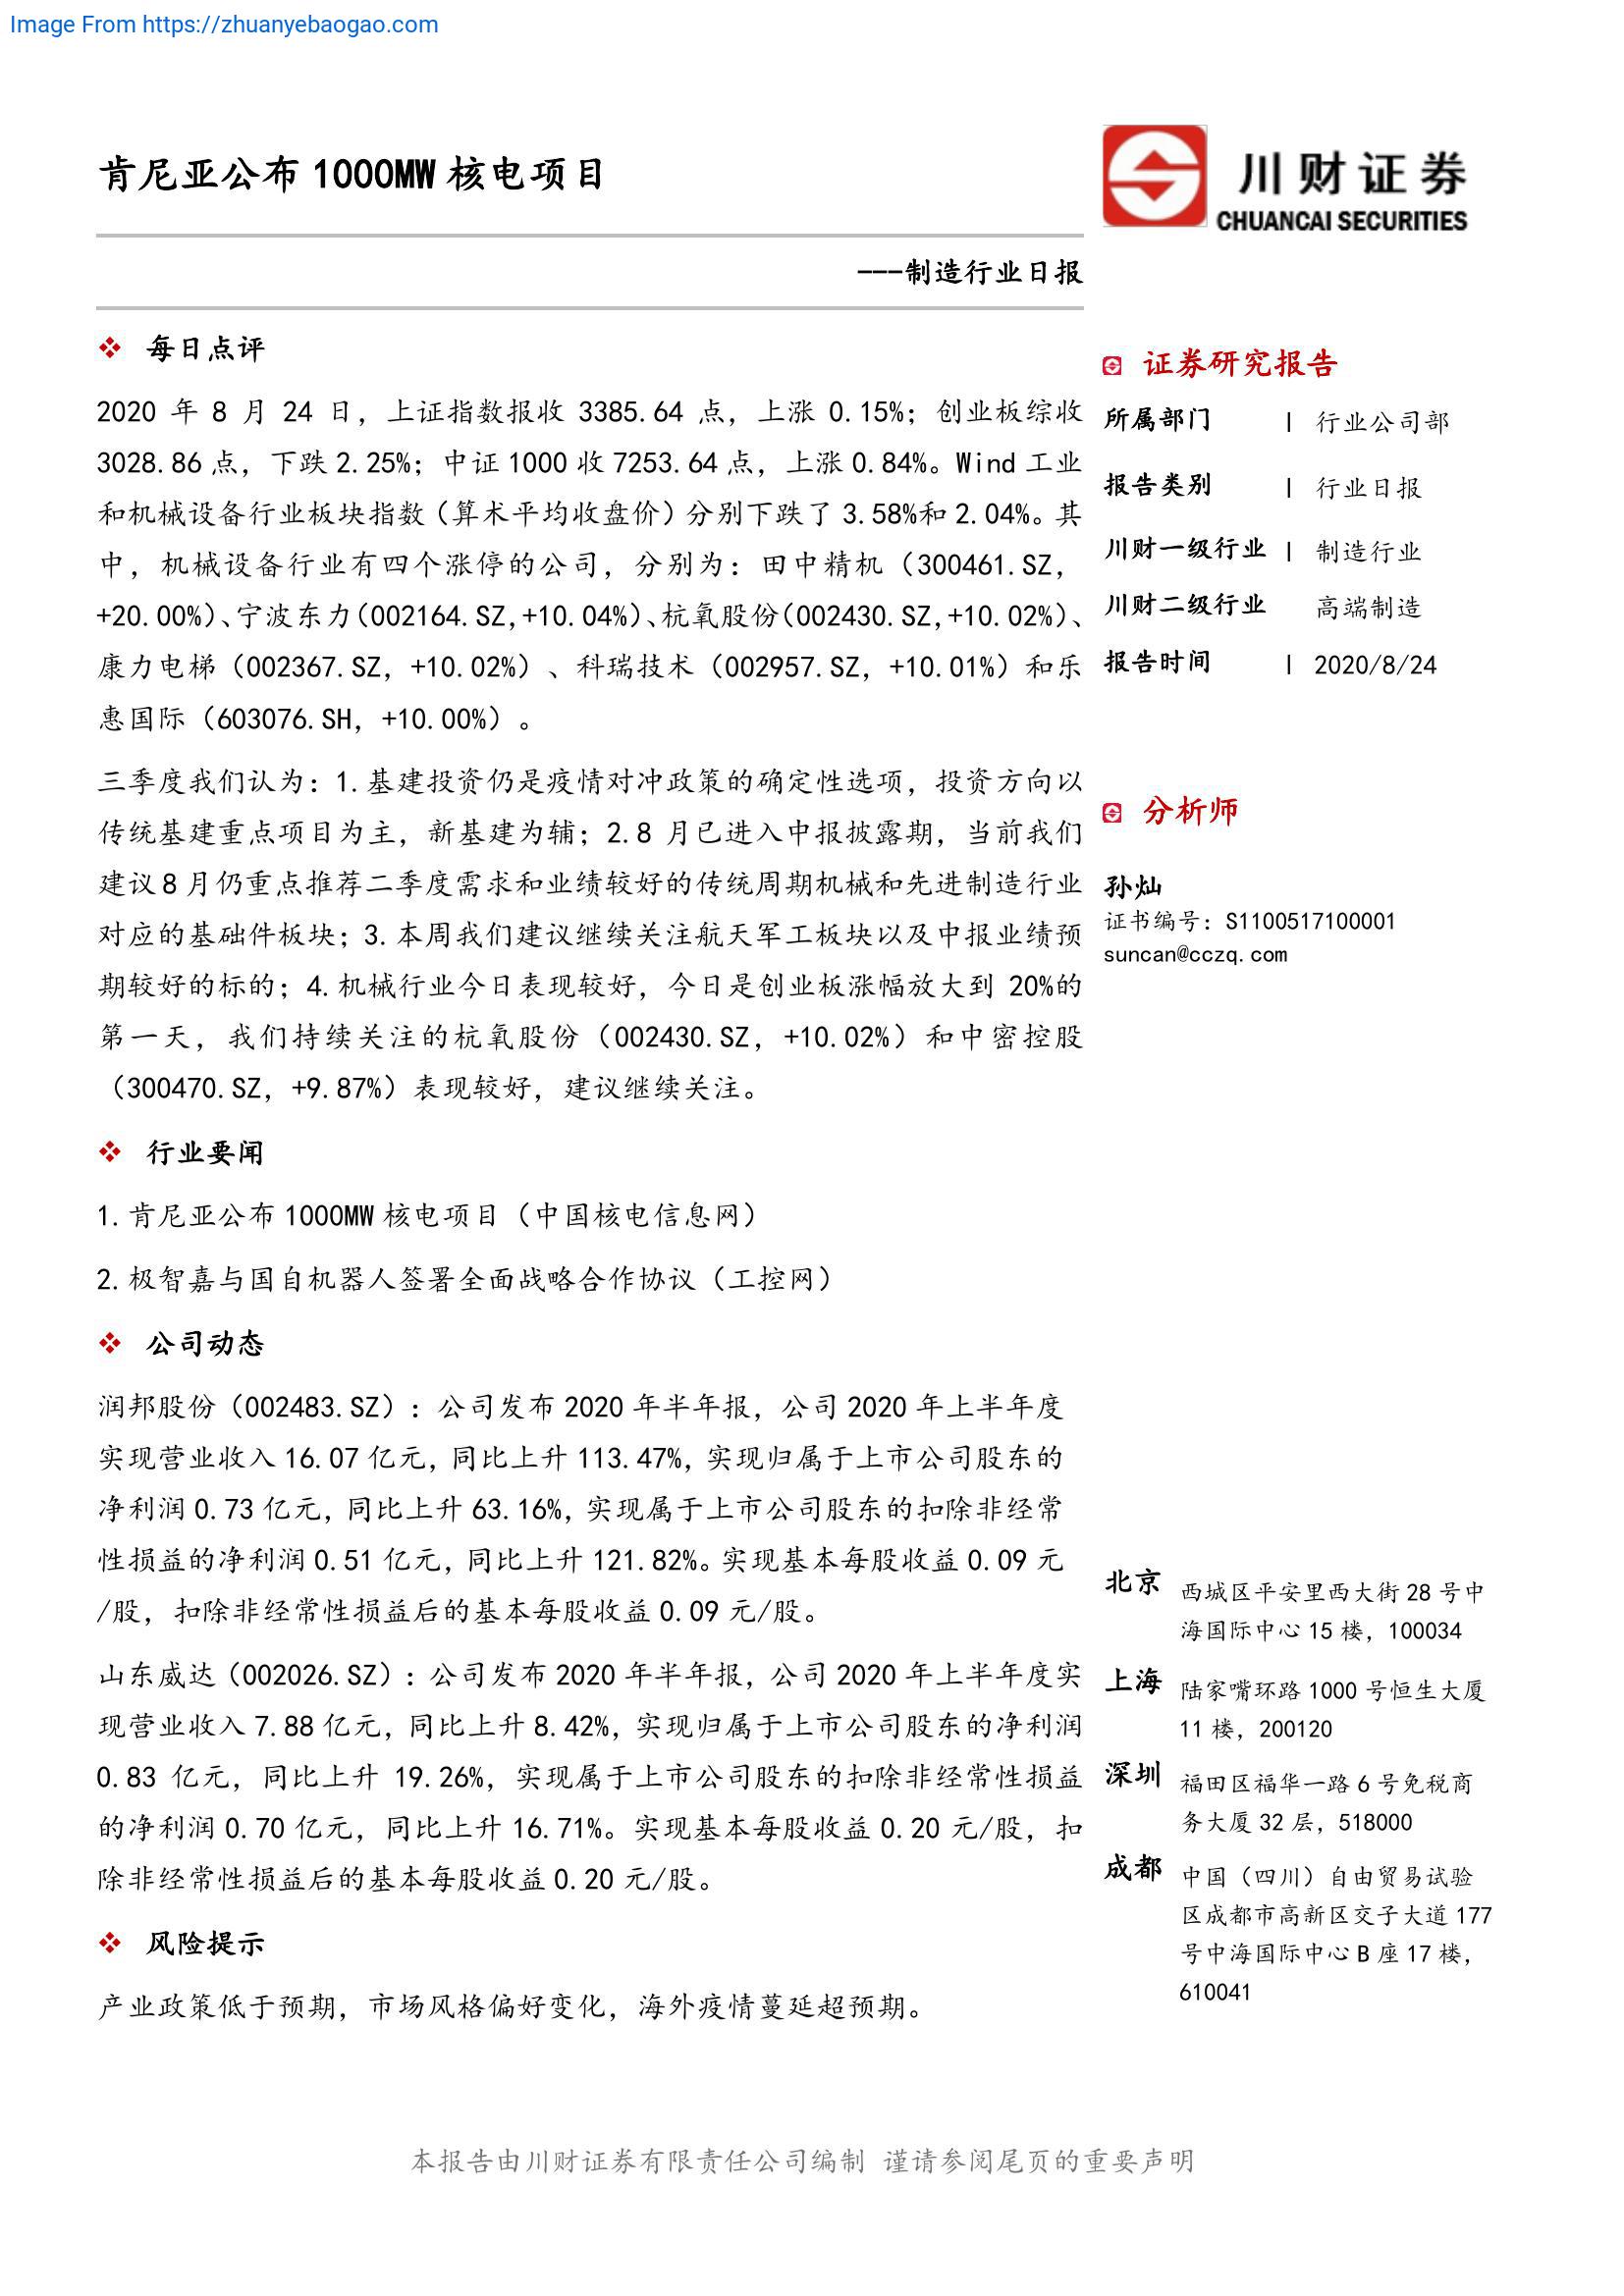 Image From https://zhuanyebaogao.com
肯尼亚公布 1000MW 核电项目
川财证券
CHUANCAI SECURITIES
---制造行业日报
❖ 每日点评
2020 年 8 月 24 日，上证指数报收 3385.64 点，上涨 0.15%；创业板综收
3028.86 点，下跌 2.25%；中证 1000 收 7253.64 点，上涨 0.84%。Wind 工业
和机械设备行业板块指数（算术平均收盘价）分别下跌了 3.58%和 2.04%。其
中，机械设备行业有四个涨停的公司，分别为：田中精机（300461.SZ，
+20.00%）、宁波东力（002164.SZ,+10.04%）、杭氧股份（002430.SZ,+10.02%）、
康力电梯（002367.SZ，+10.02%）、科瑞技术（002957.SZ，+10.01%）和乐
惠国际（603076.SH，+10.00%）。
三季度我们认为：1.基建投资仍是疫情对冲政策的确定性选项，投资方向以
传统基建重点项目为主，新基建为辅；2.8 月已进入中报披露期，当前我们
建议 8 月仍重点推荐二季度需求和业绩较好的传统周期机械和先进制造行业
对应的基础件板块；3.本周我们建议继续关注航天军工板块以及中报业绩预
期较好的标的；4.机械行业今日表现较好，今日是创业板涨幅放大到 20%的
第一天，我们持续关注的杭氧股份（002430.SZ，+10.02%）和中密控股
（300470.SZ，+9.87%）表现较好，建议继续关注。
❖ 行业要闻
1.肯尼亚公布 1000MW 核电项目（中国核电信息网）
2.极智嘉与国自机器人签署全面战略合作协议（工控网）
❖ 公司动态
润邦股份（002483.SZ）：公司发布 2020 年半年报，公司 2020 年上半年度
实现营业收入 16.07 亿元，同比上升 113.47%，实现归属于上市公司股东的
净利润 0.73 亿元，同比上升 63.16%，实现属于上市公司股东的扣除非经常
性损益的净利润 0.51 亿元，同比上升 121.82%。实现基本每股收益 0.09 元
/股，扣除非经常性损益后的基本每股收益 0.09 元/股。
山东威达（002026.SZ）：公司发布 2020 年半年报，公司 2020 年上半年度实
现营业收入 7.88 亿元，同比上升 8.42%，实现归属于上市公司股东的净利润
0.83 亿元，同比上升 19.26%，实现属于上市公司股东的扣除非经常性损益
的净利润 0.70 亿元，同比上升 16.71%。实现基本每股收益 0.20 元/股，扣
除非经常性损益后的基本每股收益 0.20 元/股。
❖ 风险提示
产业政策低于预期，市场风格偏好变化，海外疫情蔓延超预期。
证券研究报告
所属部门 | 行业公司部
报告类别 | 行业日报
川财一级行业 | 制造行业
川财二级行业 高端制造
报告时间 | 2020/8/24
分析师
孙灿
证书编号：S1100517100001
suncan@cczq.com
北京 西城区平安里西大街 28 号中
海国际中心 15 楼，100034
上海 陆家嘴环路 1000 号恒生大厦
11 楼，200120
深圳 福田区福华一路 6 号免税商
务大厦 32 层，518000
成都 中国（四川）自由贸易试验
区成都市高新区交子大道 177
号中海国际中心 B 座 17 楼，
610041
本报告由川财证券有限责任公司编制 谨请参阅尾页的重要声明